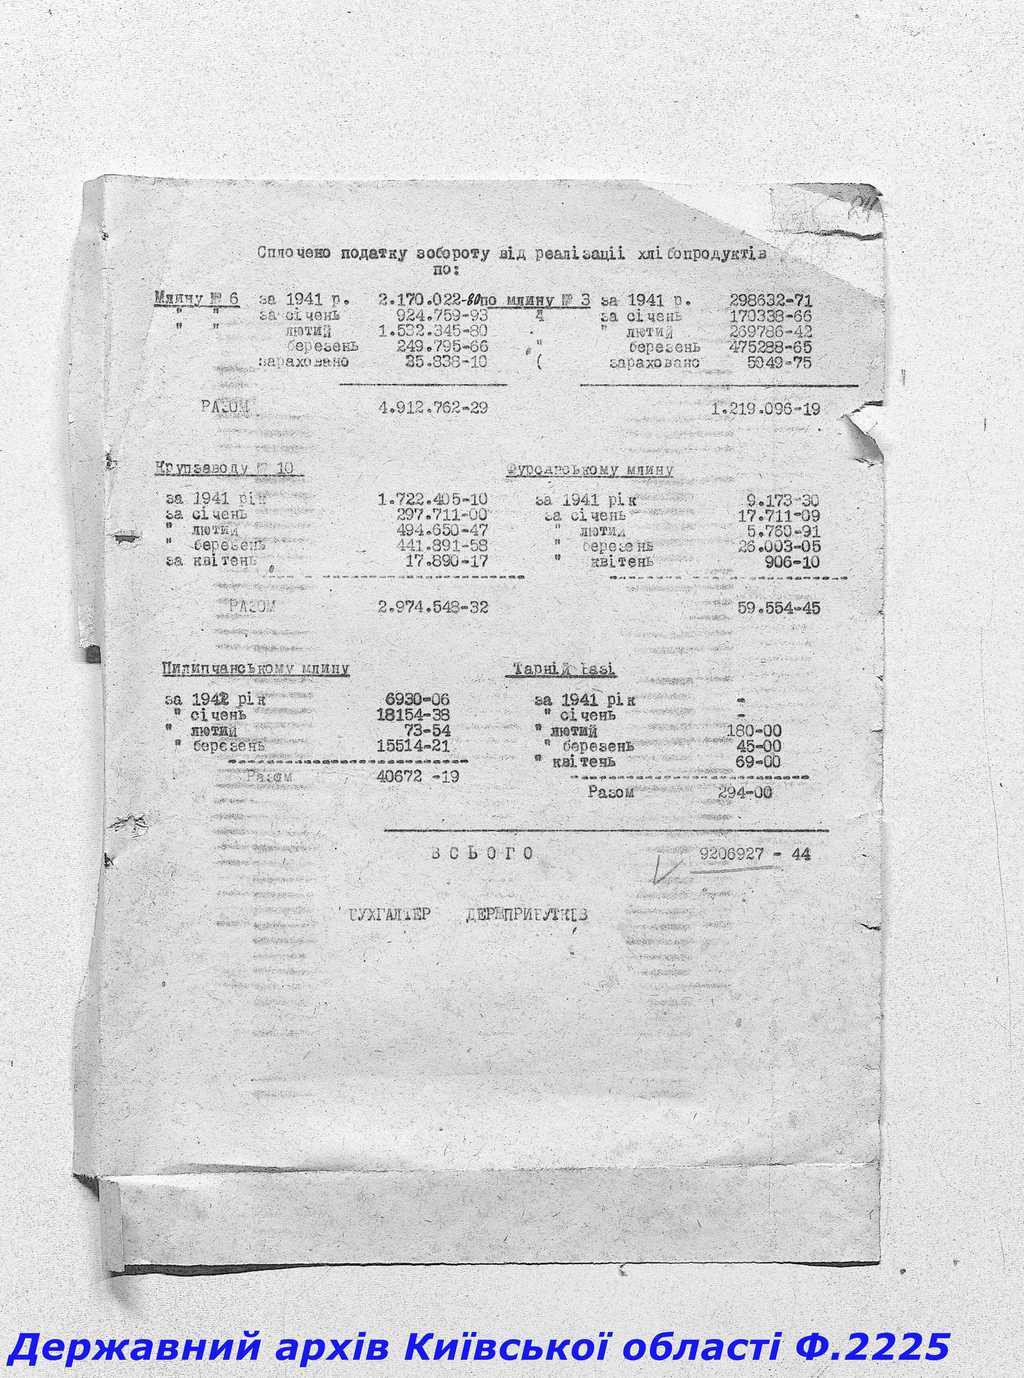 84
Сплочено податку зобороту від реалізації хлібопродуктів
по:
Млину № 6 за 1941 р. 2.170.022-80 по млину № 3 за 1941 р. 298632-71
" " за січень 924.759-93 за січень 170338-66
" " лютий 1.532.345-80 " лютий 269786-42
березень 249.795-66 " березень 475288-65
зараховано 35.838-10 зараховано 5049-75
РАЗОМ 4.912.762-29 1.219.096-19
Крупзаводу № 10 Фурсанському млину
за 1941 рік 1.722.405-10 за 1941 рік 9.173-30
за січень 297.711-00 за січень 17.711-09
" лютий 494.650-47 " лютий 5.760-91
" березень 441.891-58 " березень 26.003-05
за квітень 17.890-17 " квітень 906-10
РАЗОМ 2.974.548-32 59.554-45
Пилипчанському млину Тарній базі
за 1942 рік 6930-06 за 1941 рік -
" січень 18154-38 " січень -
" лютий 73-54 " лютий 180-00
" березень 15514-21 " березень 45-00
" квітень 69-00
Разом 40672 -19
Разом 294-00
ВСЬОГО 9206927 - 44
БУХГАЛТЕР ДЕРЖПРИБУТКІВ
Державний архів Київської області Ф.2225